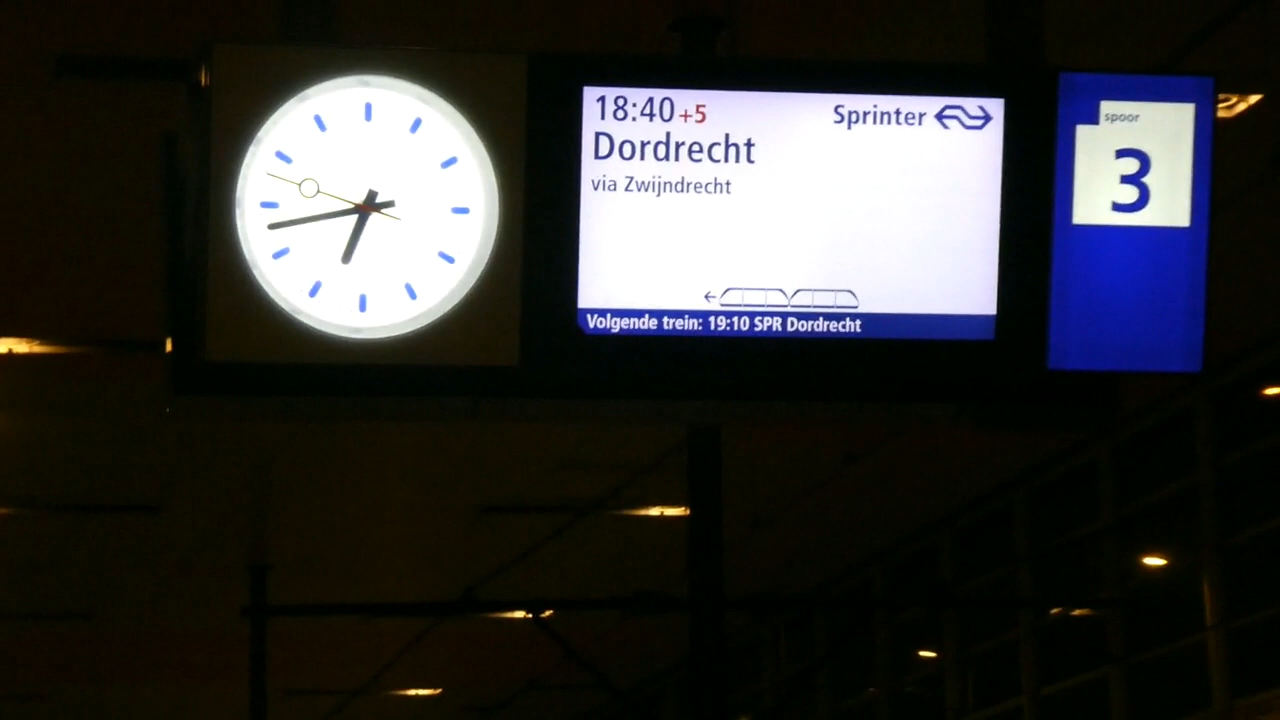 18:40 +5 Sprinter
Dordrecht
via Zwijndrecht
Volgende trein: 19:10 SPR Dordrecht
spoor
3